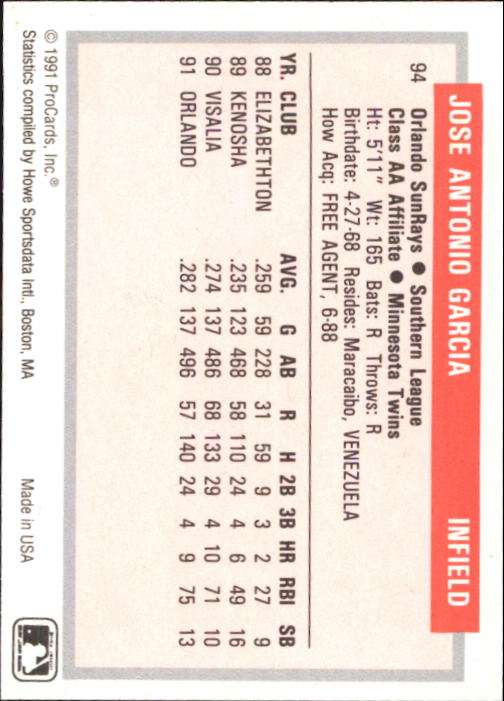 JOSE ANTONIO GARCIA INFIELD
94 Orlando SunRays ● Southern League
Class AA Affiliate ● Minnesota Twins
Ht: 5'11" Wt: 165 Bats: R Throws: R
Birthdate: 4-27-68 Resides: Maracaibo, VENEZUELA
How Acq: FREE AGENT, 6-88
YR. CLUB AVG. G AB R H 2B 3B HR RBI SB
88 ELIZABETHTON .259 59 228 31 59 9 3 2 27 9
89 KENOSHA .235 123 468 58 110 24 4 6 49 16
90 VISALIA .274 137 486 68 133 29 4 10 71 10
91 ORLANDO .282 137 496 57 140 24 4 9 75 13
© 1991 ProCards, Inc.®
Statistics compiled by Howe Sportsdata Intl., Boston, MA Made in USA